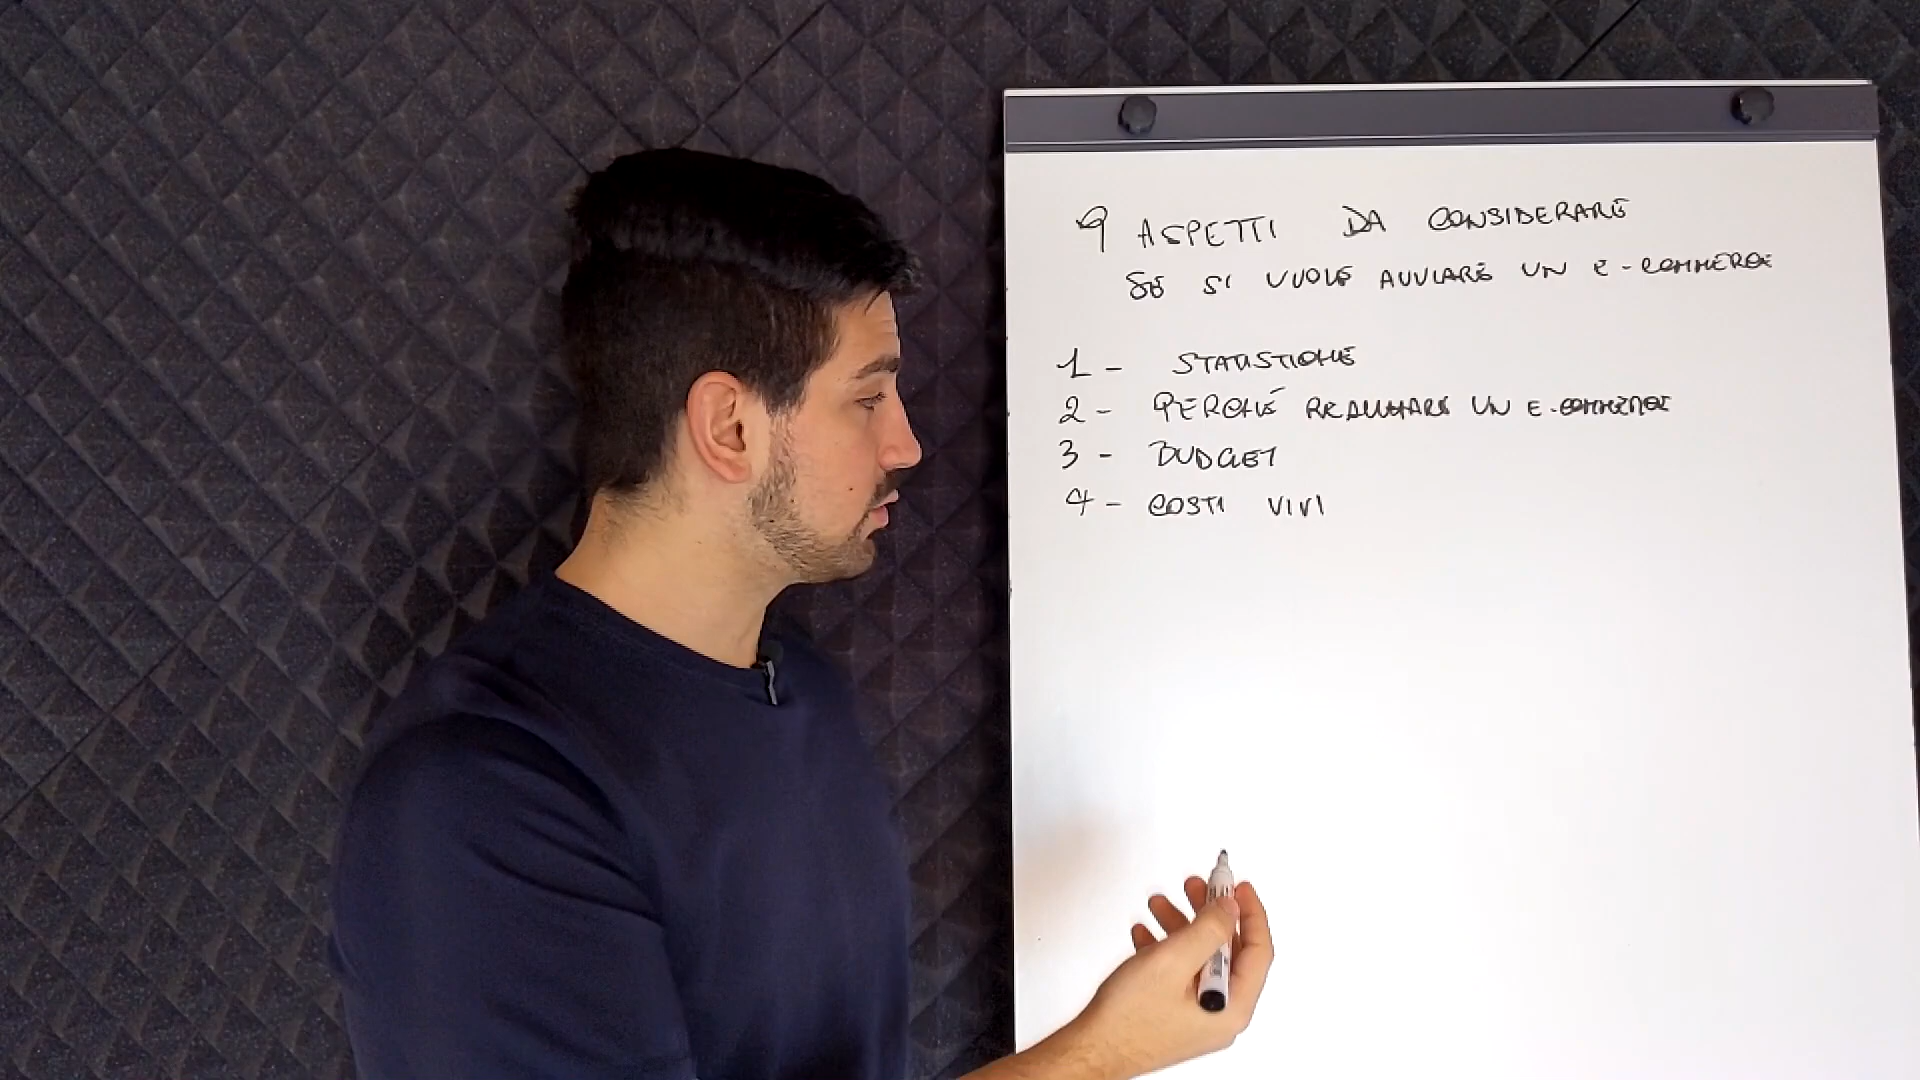 9 ASPETTI DA CONSIDERARE
SE SI VUOLE AVVIARE UN E-COMMERCE
1 - STATISTICHE
2 - PERCHÉ REALIZZARE UN E-COMMERCE
3 - BUDGET
4 - COSTI VIVI